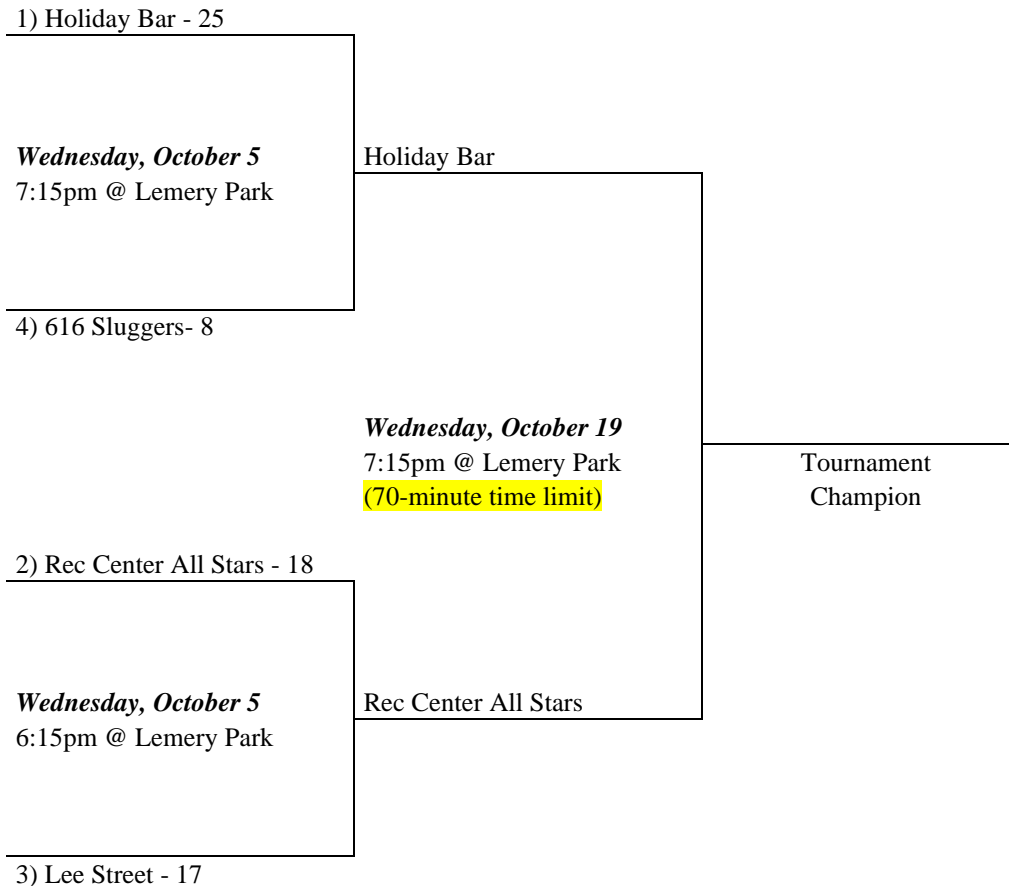 1) Holiday Bar - 25
Wednesday, October 5
7:15pm @ Lemery Park
Holiday Bar
4) 616 Sluggers- 8
Wednesday, October 19
7:15pm @ Lemery Park
(70-minute time limit)
Tournament
Champion
2) Rec Center All Stars - 18
Wednesday, October 5
6:15pm @ Lemery Park
Rec Center All Stars
3) Lee Street - 17